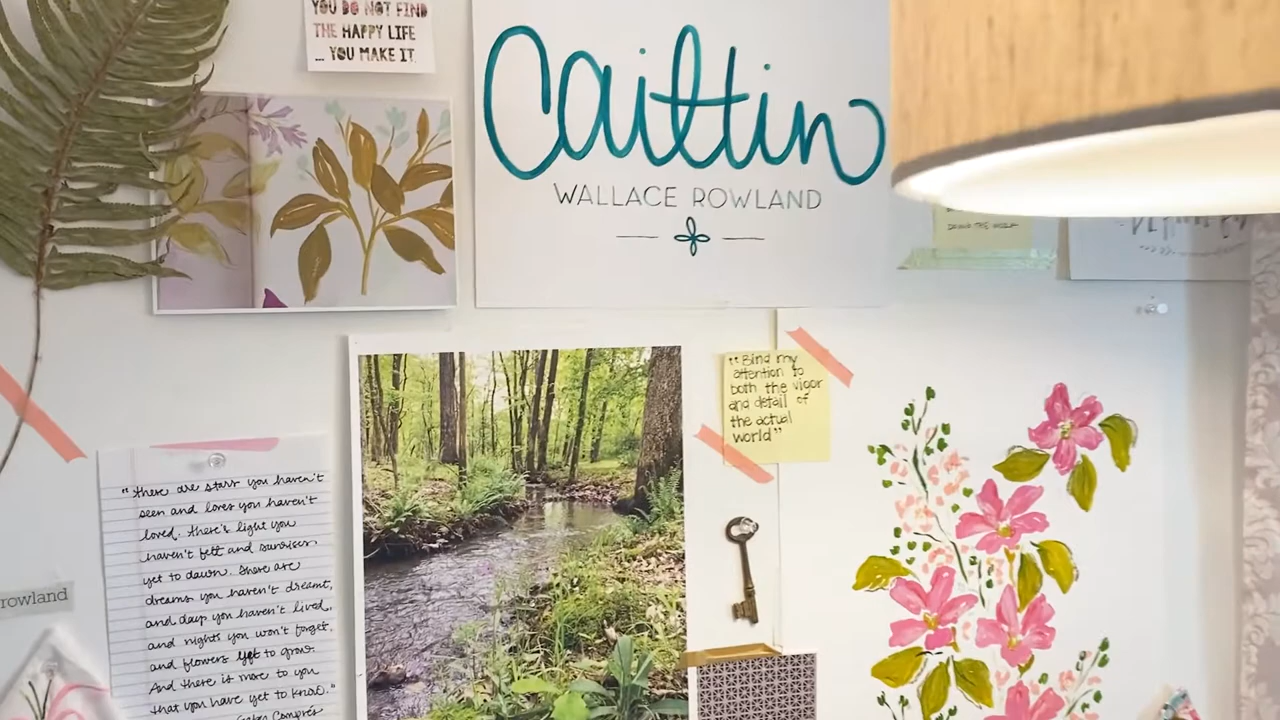 YOU DO NOT FIND
THE HAPPY LIFE
... YOU MAKE IT.
Caitlin
WALLACE ROWLAND
"Bind my
attention to
both the vigor
and detail of
the actual
world"
"there are stars you haven't
seen and loves you haven't
loved. there's light you
haven't felt and sunrises
yet to dawn. there are
dreams you haven't dreamt,
and days you haven't lived,
and nights you won't forget,
and flowers yet to grow.
And there is more to you
that you have yet to know."
rowland